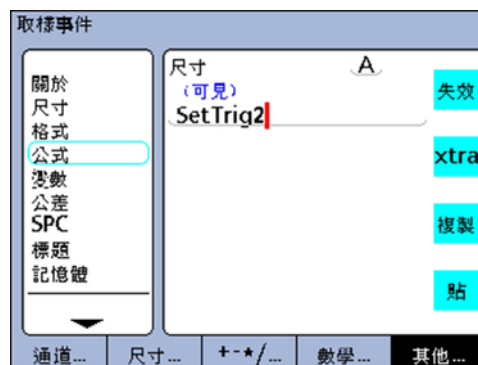 取樣事件
關於
尺寸
格式
公式
變數
公差
SPC
標題
記憶體
尺寸 A
(可見)
SetTrig2
失效
xtra
複製
貼
通道... 尺寸... +-*/... 數學... 其他...